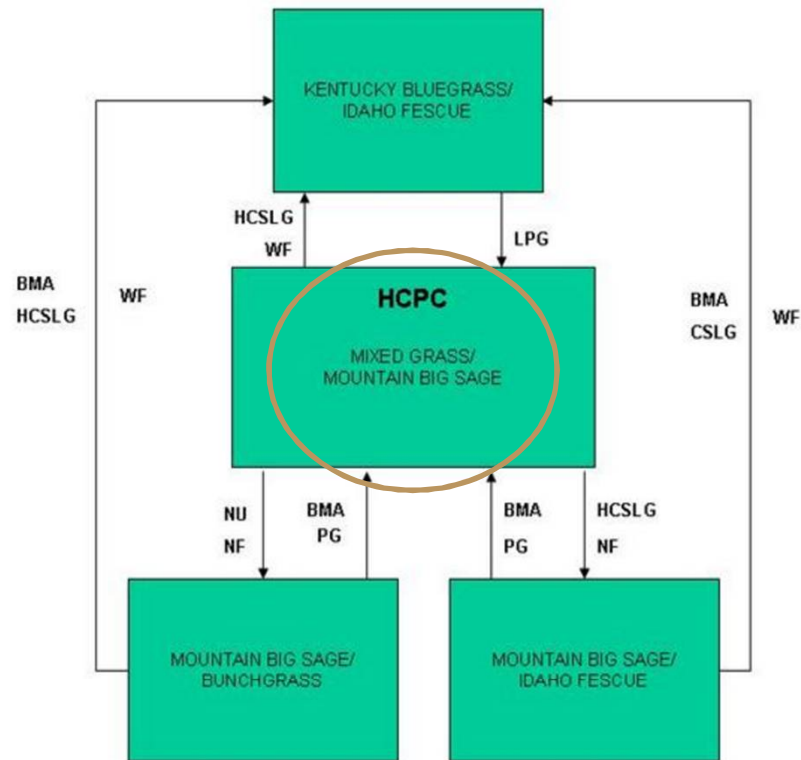 KENTUCKY BLUEGRASS/
IDAHO FESCUE
HCSLG
WF
LPG
BMA
HCSLG
WF
BMA
CSLG
WF
HCPC
MIXED GRASS/
MOUNTAIN BIG SAGE
NU
NF
BMA
PG
BMA
PG
HCSLG
NF
MOUNTAIN BIG SAGE/
BUNCHGRASS
MOUNTAIN BIG SAGE/
IDAHO FESCUE